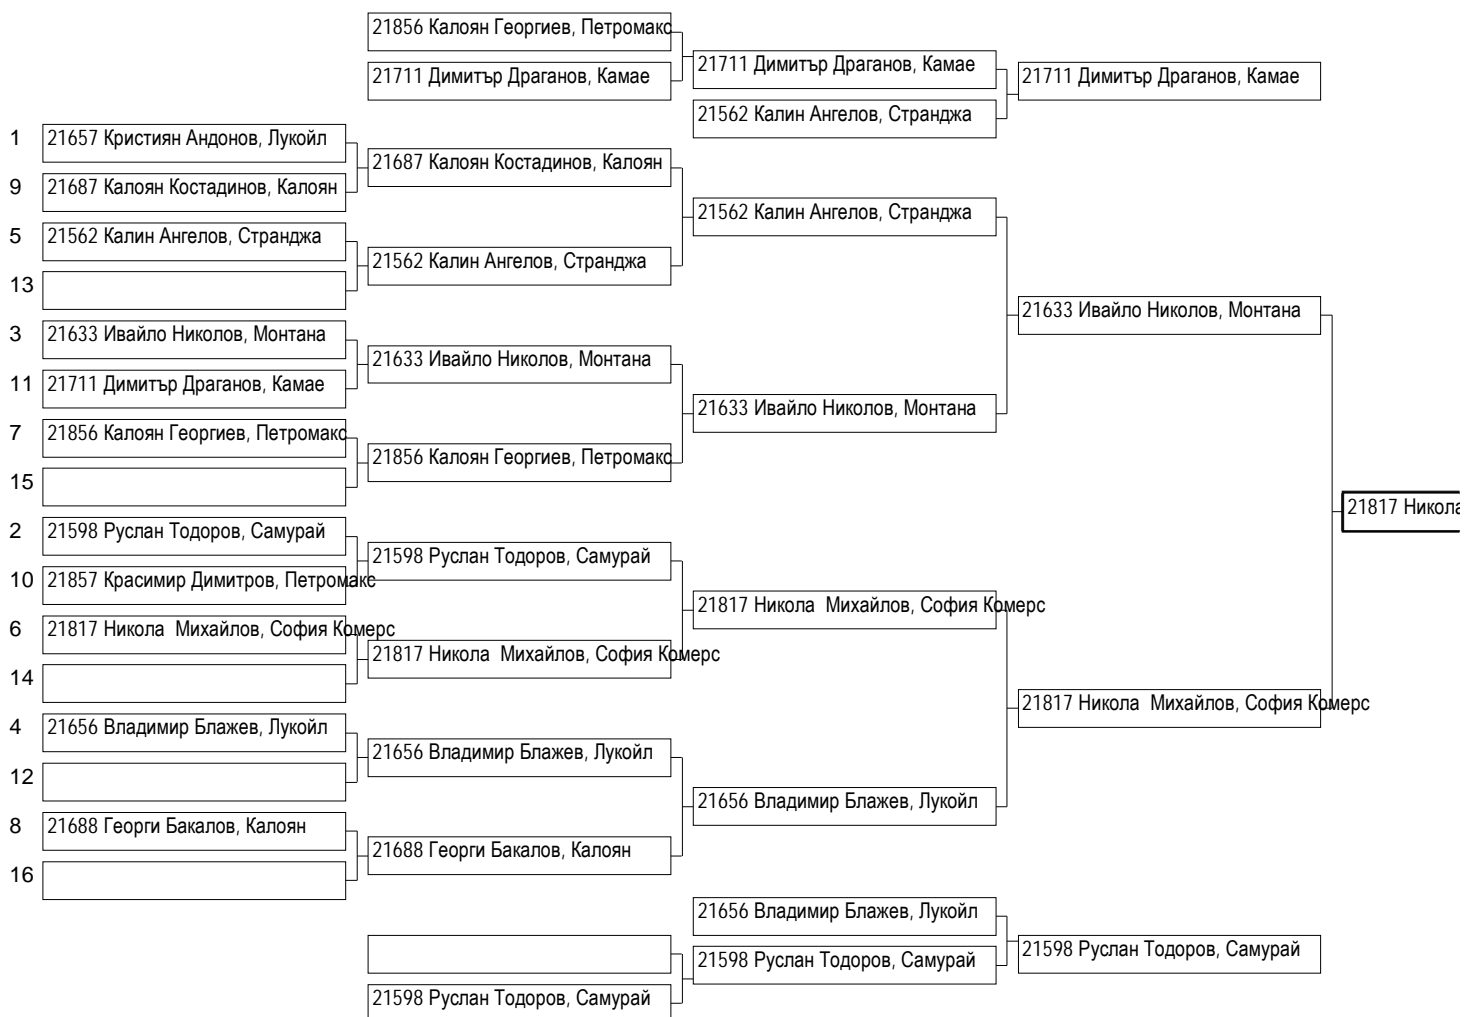 21856 Калоян Георгиев, Петромакс
21711 Димитър Драганов, Камае
21711 Димитър Драганов, Камае
21562 Калин Ангелов, Странджа
21711 Димитър Драганов, Камае
1 21657 Кристиян Андонов, Лукойл
9 21687 Калоян Костадинов, Калоян
5 21562 Калин Ангелов, Странджа
13
3 21633 Ивайло Николов, Монтана
11 21711 Димитър Драганов, Камае
7 21856 Калоян Георгиев, Петромакс
15
2 21598 Руслан Тодоров, Самурай
10 21857 Красимир Димитров, Петромакс
6 21817 Никола  Михайлов, София Комерс
14
4 21656 Владимир Блажев, Лукойл
12
8 21688 Георги Бакалов, Калоян
16
21687 Калоян Костадинов, Калоян
21562 Калин Ангелов, Странджа
21633 Ивайло Николов, Монтана
21856 Калоян Георгиев, Петромакс
21598 Руслан Тодоров, Самурай
21817 Никола  Михайлов, София Комерс
21656 Владимир Блажев, Лукойл
21688 Георги Бакалов, Калоян
21562 Калин Ангелов, Странджа
21633 Ивайло Николов, Монтана
21817 Никола  Михайлов, София Комерс
21656 Владимир Блажев, Лукойл
21633 Ивайло Николов, Монтана
21817 Никола  Михайлов, София Комерс
21817 Никола
21656 Владимир Блажев, Лукойл
21598 Руслан Тодоров, Самурай
21598 Руслан Тодоров, Самурай
21598 Руслан Тодоров, Самурай